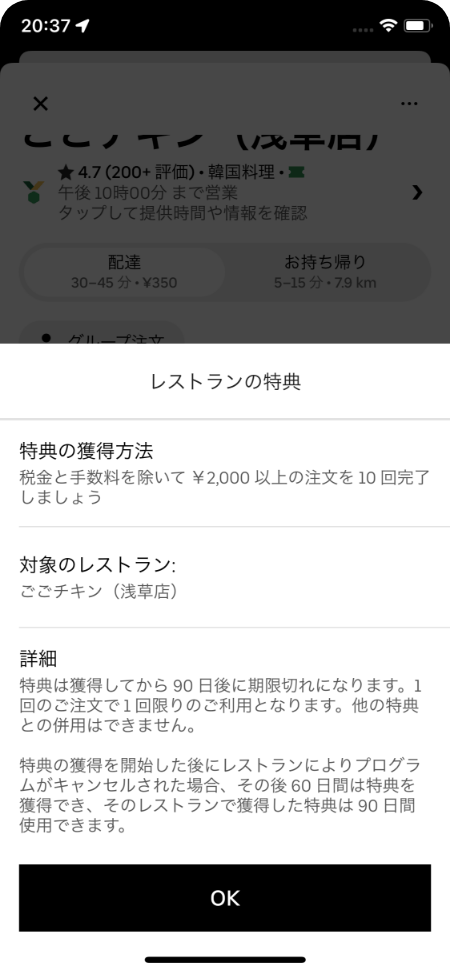 20:37
ごごチキン（浅草店）
4.7 (200+ 評価) • 韓国料理 •
午後 10時00分 まで営業
タップして提供時間や情報を確認
配達
30–45 分 • ¥350
お持ち帰り
5–15 分 • 7.9 km
グループ注文
レストランの特典
特典の獲得方法
税金と手数料を除いて ￥2,000 以上の注文を 10 回完了
しましょう
対象のレストラン:
ごごチキン（浅草店）
詳細
特典は獲得してから 90 日後に期限切れになります。1
回のご注文で 1 回限りのご利用となります。他の特典
との併用はできません。
特典の獲得を開始した後にレストランによりプログラ
ムがキャンセルされた場合、その後 60 日間は特典を
獲得でき、そのレストランで獲得した特典は 90 日間
使用できます。
OK